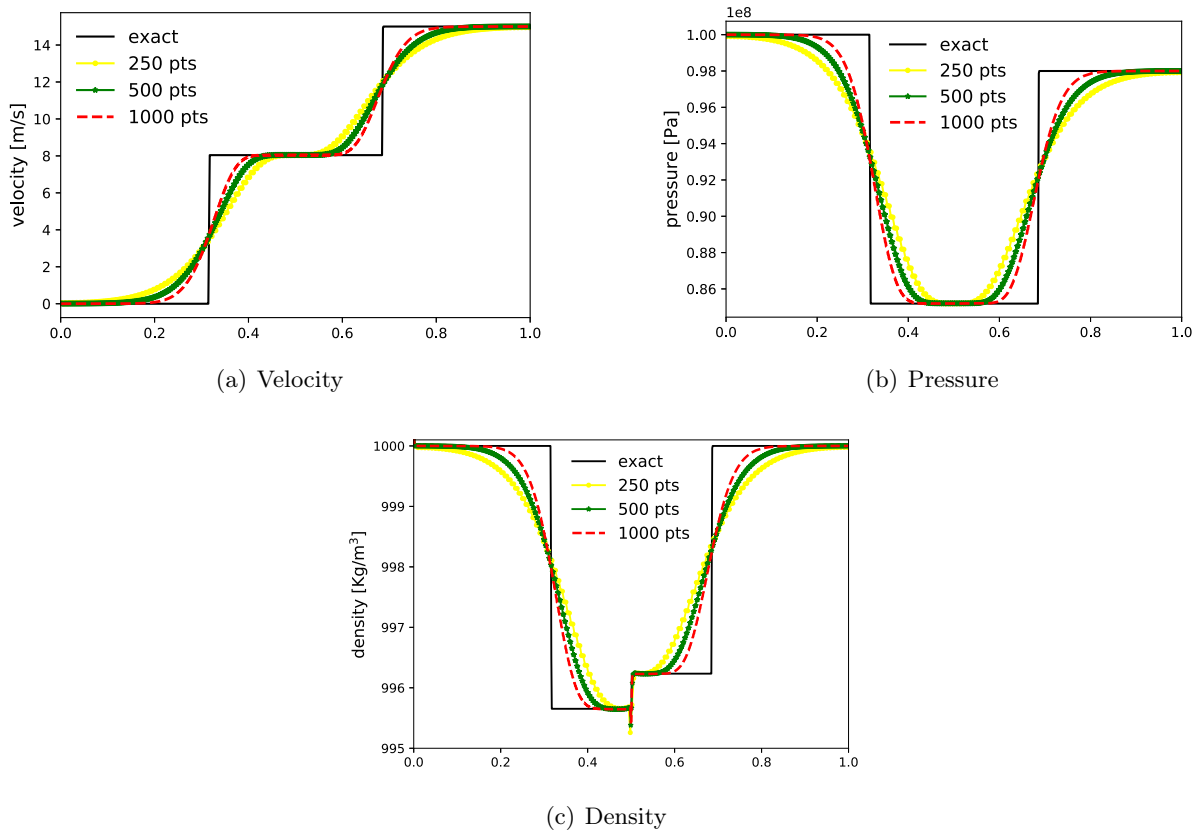 velocity [m/s]
14
12
10
8
6
4
2
0
exact
250 pts
500 pts
1000 pts
0.0 0.2 0.4 0.6 0.8 1.0
(a) Velocity
1e8
pressure [Pa]
1.00
0.98
0.96
0.94
0.92
0.90
0.88
0.86
exact
250 pts
500 pts
1000 pts
0.0 0.2 0.4 0.6 0.8 1.0
(b) Pressure
density [Kg/m³]
1000
999
998
997
996
995
exact
250 pts
500 pts
1000 pts
0.0 0.2 0.4 0.6 0.8 1.0
(c) Density